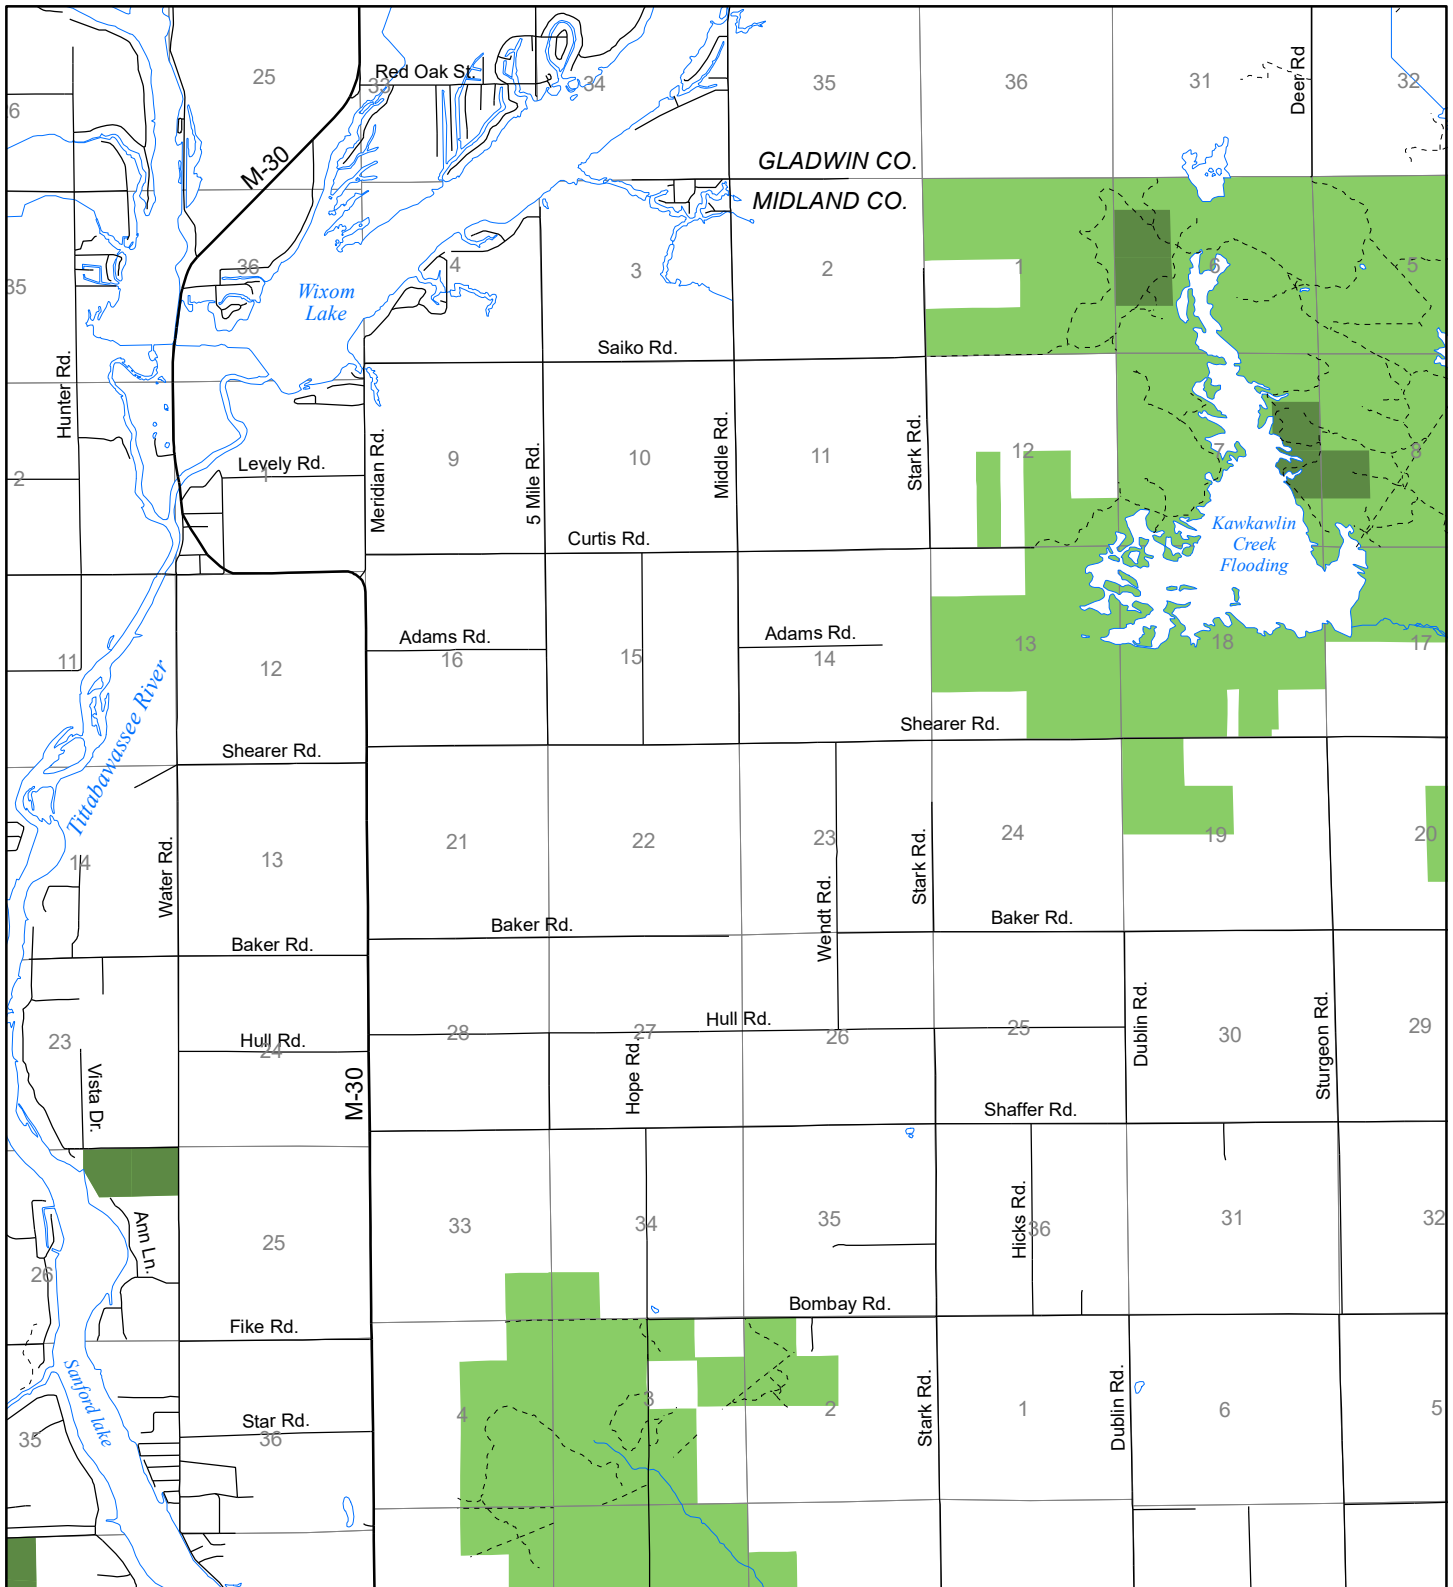 25
33
Red Oak St.
34
35
36
31
Deer Rd
32
6
M-30
GLADWIN CO.
MIDLAND CO.
35
36
Wixom
Lake
4
3
2
1
6
5
Saiko Rd.
Hunter Rd.
2
Levely Rd.
1
Meridian Rd.
9
5 Mile Rd.
10
Middle Rd.
11
Stark Rd.
12
7
8
Curtis Rd.
Kawkawlin
Creek
Flooding
11
Tittabawassee River
12
Adams Rd.
16
15
Adams Rd.
14
13
18
17
Shearer Rd.
Shearer Rd.
14
Water Rd.
13
21
22
23
Wendt Rd.
Stark Rd.
24
19
20
Baker Rd.
Baker Rd.
Baker Rd.
23
Vista Dr.
Hull Rd.
24
M-30
28
27
Hope Rd.
Hull Rd.
26
25
Dublin Rd.
30
Sturgeon Rd.
29
Shaffer Rd.
Ann Ln.
25
26
33
34
35
Hicks Rd.
36
31
32
Fike Rd.
Bombay Rd.
Sanford lake
35
Star Rd.
36
4
3
2
Stark Rd.
1
Dublin Rd.
6
5